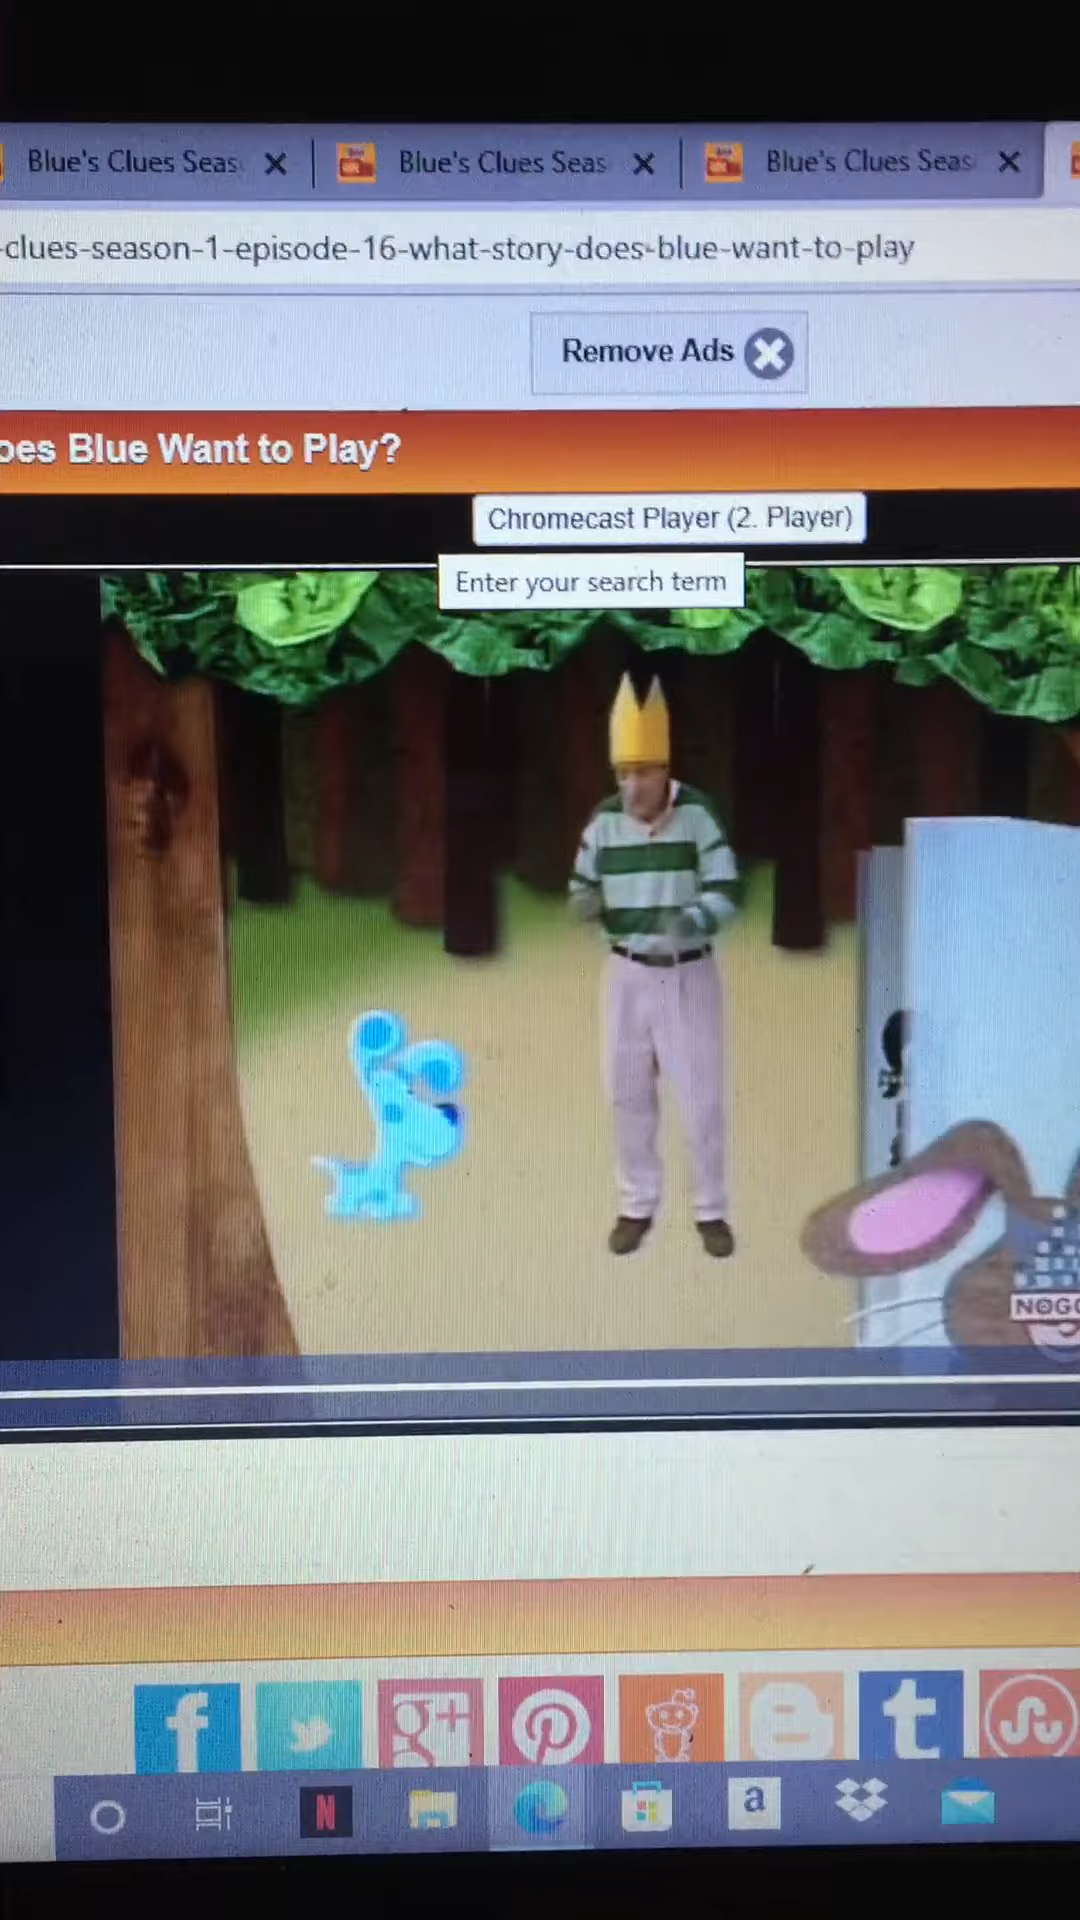 Blue's Clues Seas
Blue's Clues Seas
Blue's Clues Seas
-clues-season-1-episode-16-what-story-does-blue-want-to-play
Remove Ads
oes Blue Want to Play?
Chromecast Player (2. Player)
Enter your search term
NOGG
f
g+
t
N
a